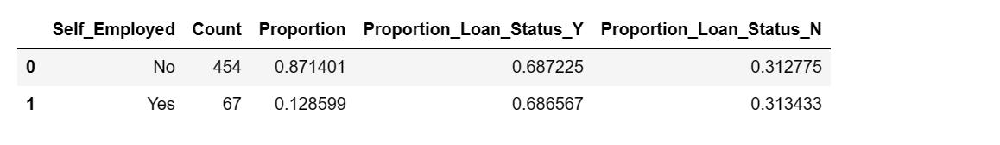 Self_Employed Count Proportion Proportion_Loan_Status_Y Proportion_Loan_Status_N
0 No 454 0.871401 0.687225 0.312775
1 Yes 67 0.128599 0.686567 0.313433